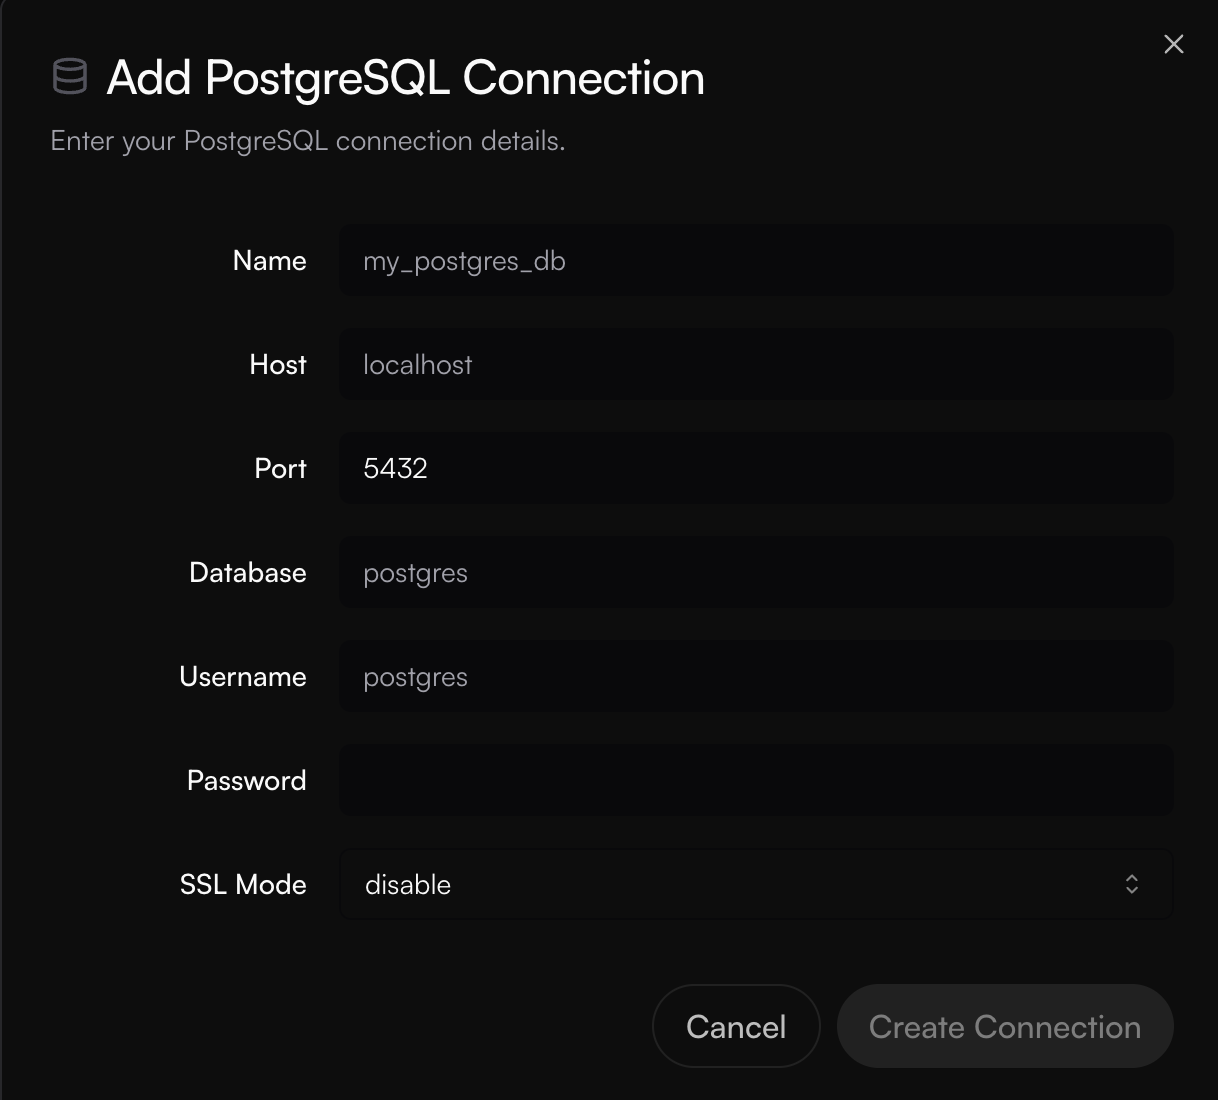 Add PostgreSQL Connection
Enter your PostgreSQL connection details.
Name my_postgres_db
Host localhost
Port 5432
Database postgres
Username postgres
Password
SSL Mode disable
Cancel Create Connection